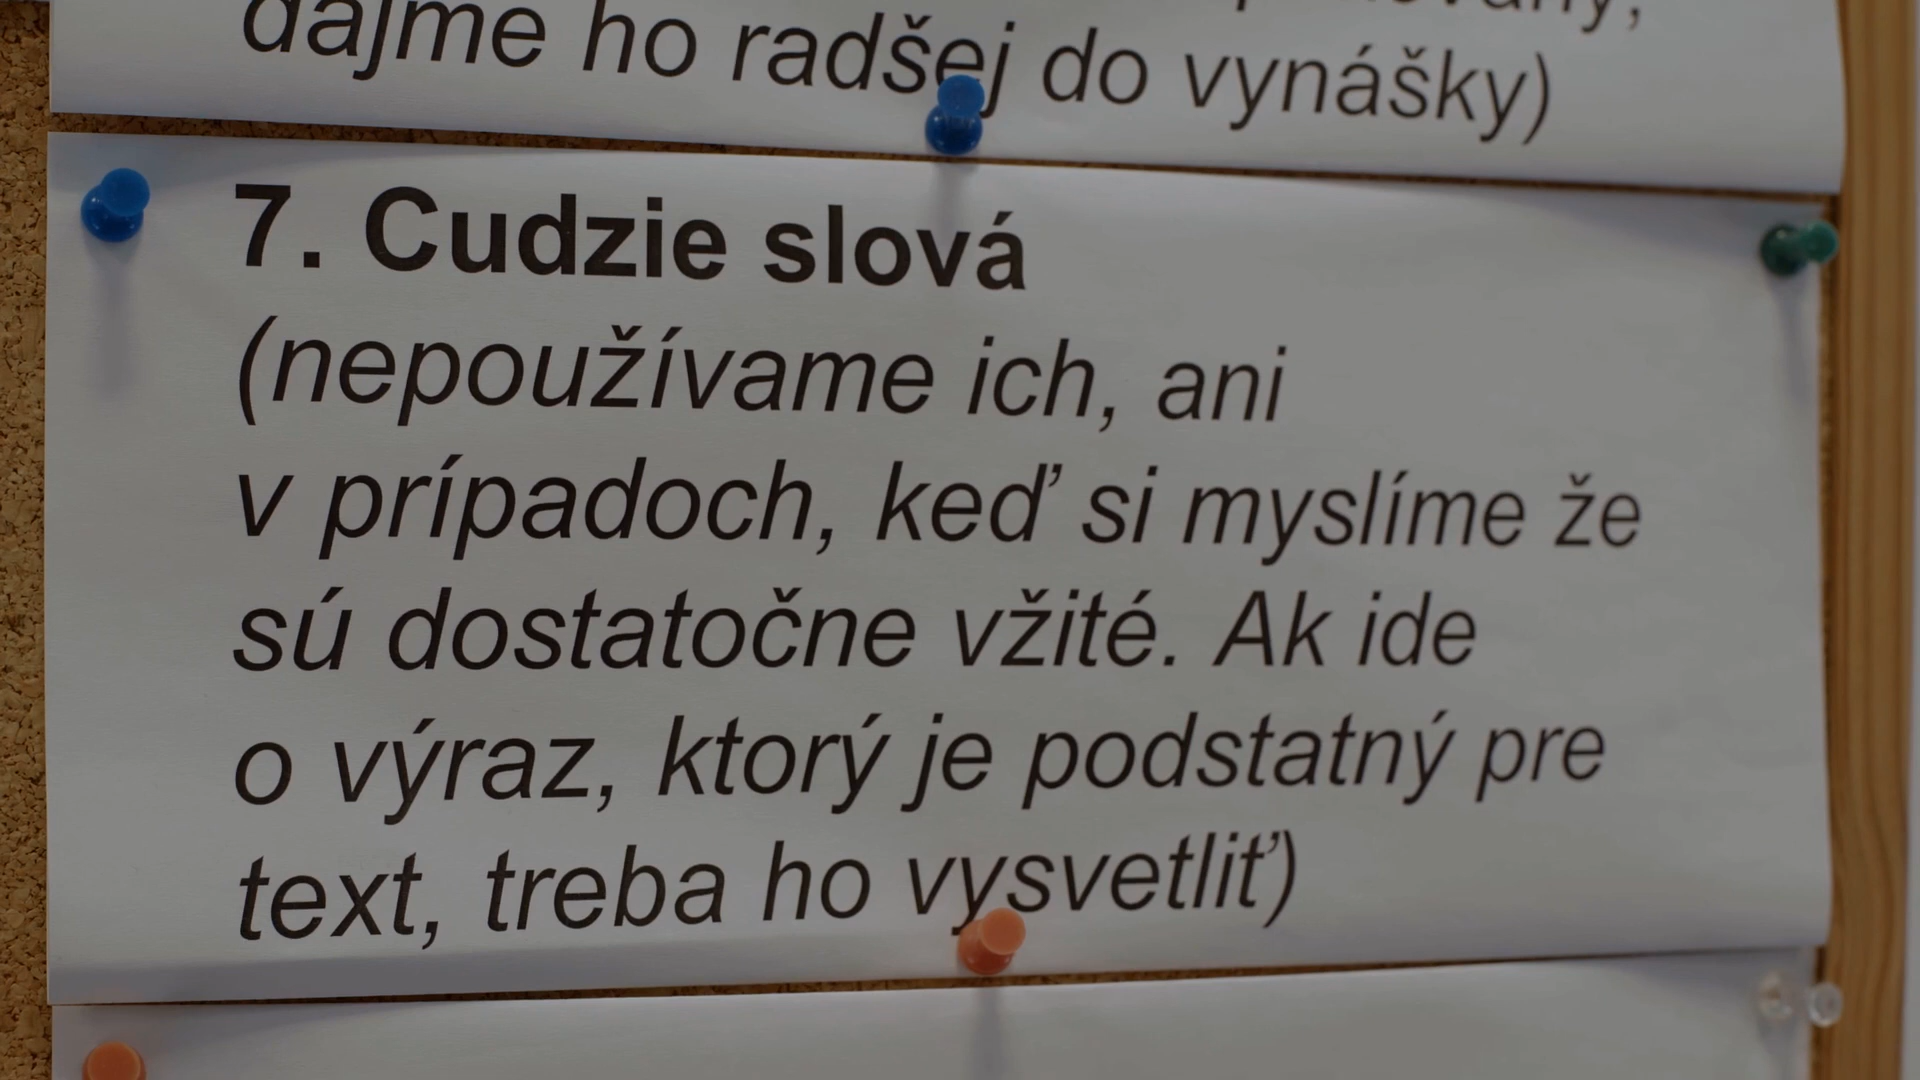 dajme ho radšej do vynášky)
7. Cudzie slová
(nepoužívame ich, ani
v prípadoch, keď si myslíme že
sú dostatočne vžité. Ak ide
o výraz, ktorý je podstatný pre
text, treba ho vysvetliť)